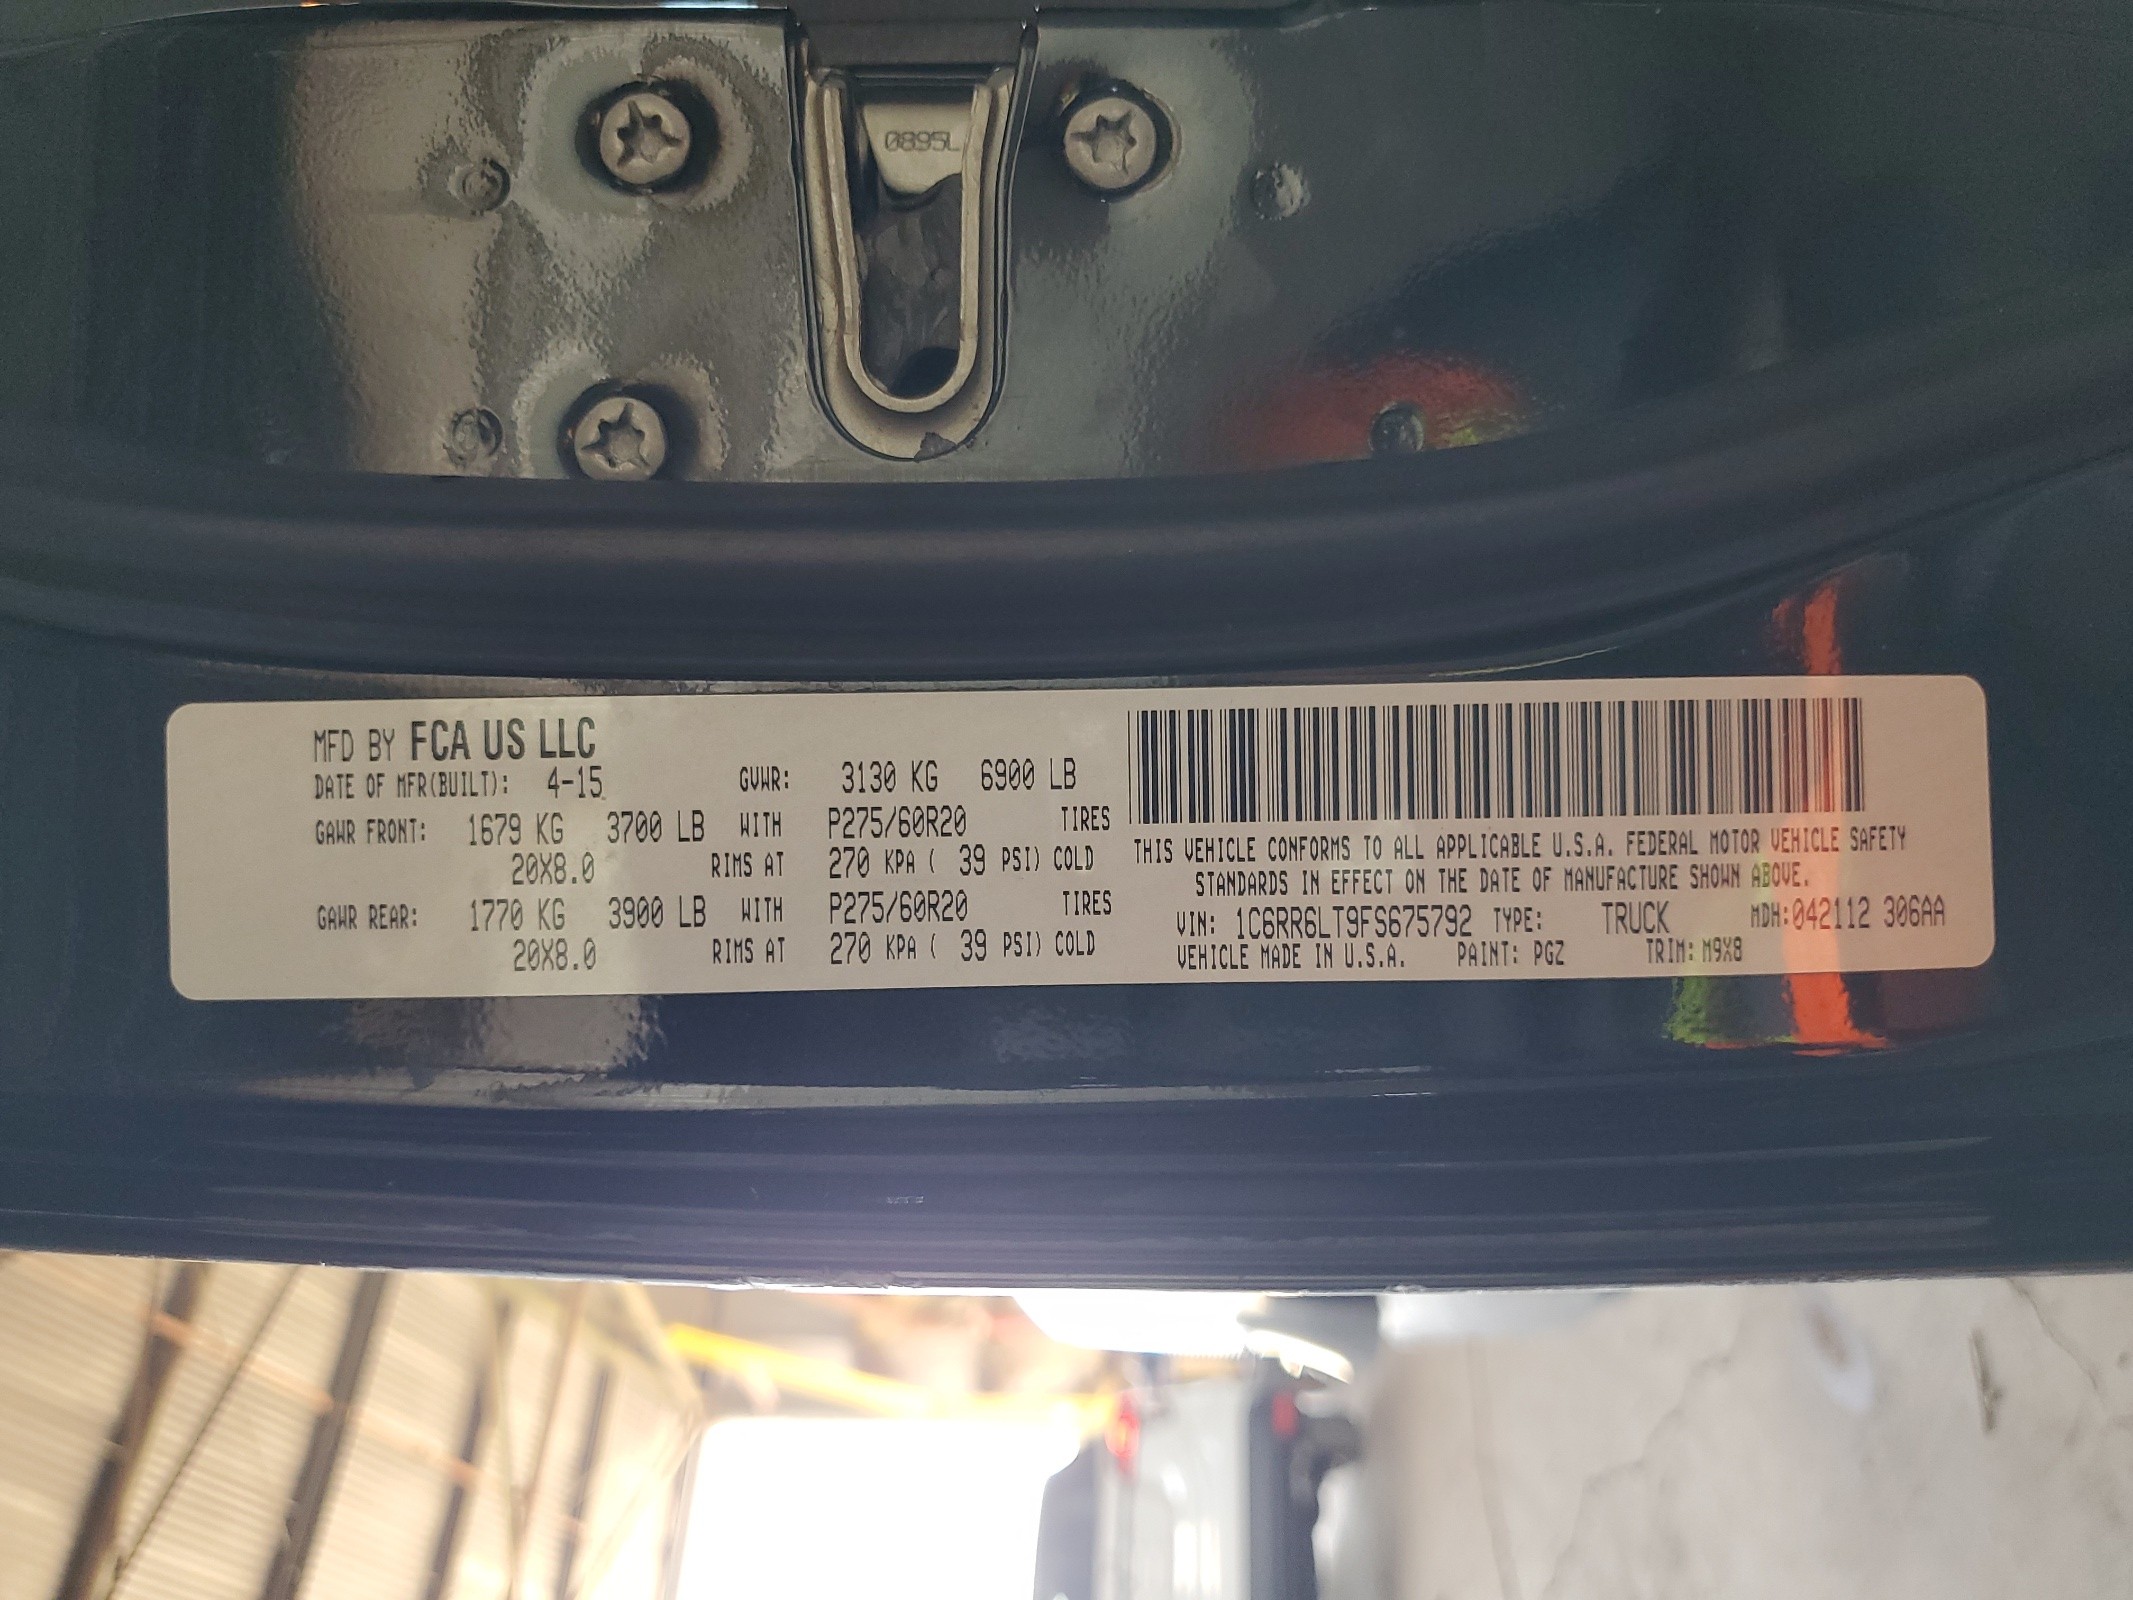 0895L
MFD BY FCA US LLC
DATE OF MFR(BUILT): 4-15 GVWR: 3130 KG 6900 LB
GAWR FRONT: 1679 KG 3700 LB WITH P275/60R20 TIRES
20X8.0 RIMS AT 270 KPA ( 39 PSI) COLD
GAWR REAR: 1770 KG 3900 LB WITH P275/60R20 TIRES
20X8.0 RIMS AT 270 KPA ( 39 PSI) COLD
THIS VEHICLE CONFORMS TO ALL APPLICABLE U.S.A. FEDERAL MOTOR VEHICLE SAFETY
STANDARDS IN EFFECT ON THE DATE OF MANUFACTURE SHOWN ABOVE.
VIN: 1C6RR6LT9FS675792 TYPE: TRUCK MDH:042112 306AA
VEHICLE MADE IN U.S.A. PAINT: PGZ TRIM: M9X8